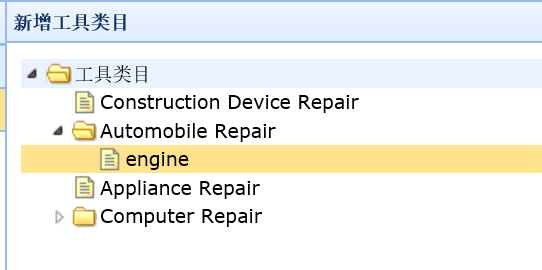 新增工具类目
工具类目
Construction Device Repair
Automobile Repair
engine
Appliance Repair
Computer Repair